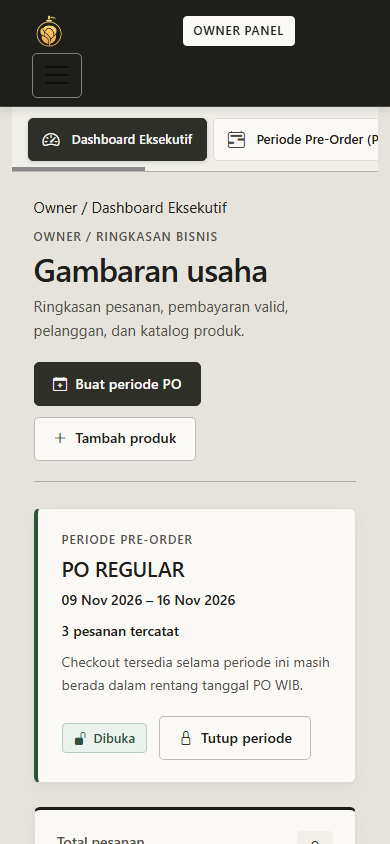 OWNER PANEL
Dashboard Eksekutif
Periode Pre-Order (P
Owner / Dashboard Eksekutif
OWNER / RINGKASAN BISNIS
Gambaran usaha
Ringkasan pesanan, pembayaran valid,
pelanggan, dan katalog produk.
Buat periode PO
Tambah produk
PERIODE PRE-ORDER
PO REGULAR
09 Nov 2026 – 16 Nov 2026
3 pesanan tercatat
Checkout tersedia selama periode ini masih
berada dalam rentang tanggal PO WIB.
Dibuka
Tutup periode
Total pesanan